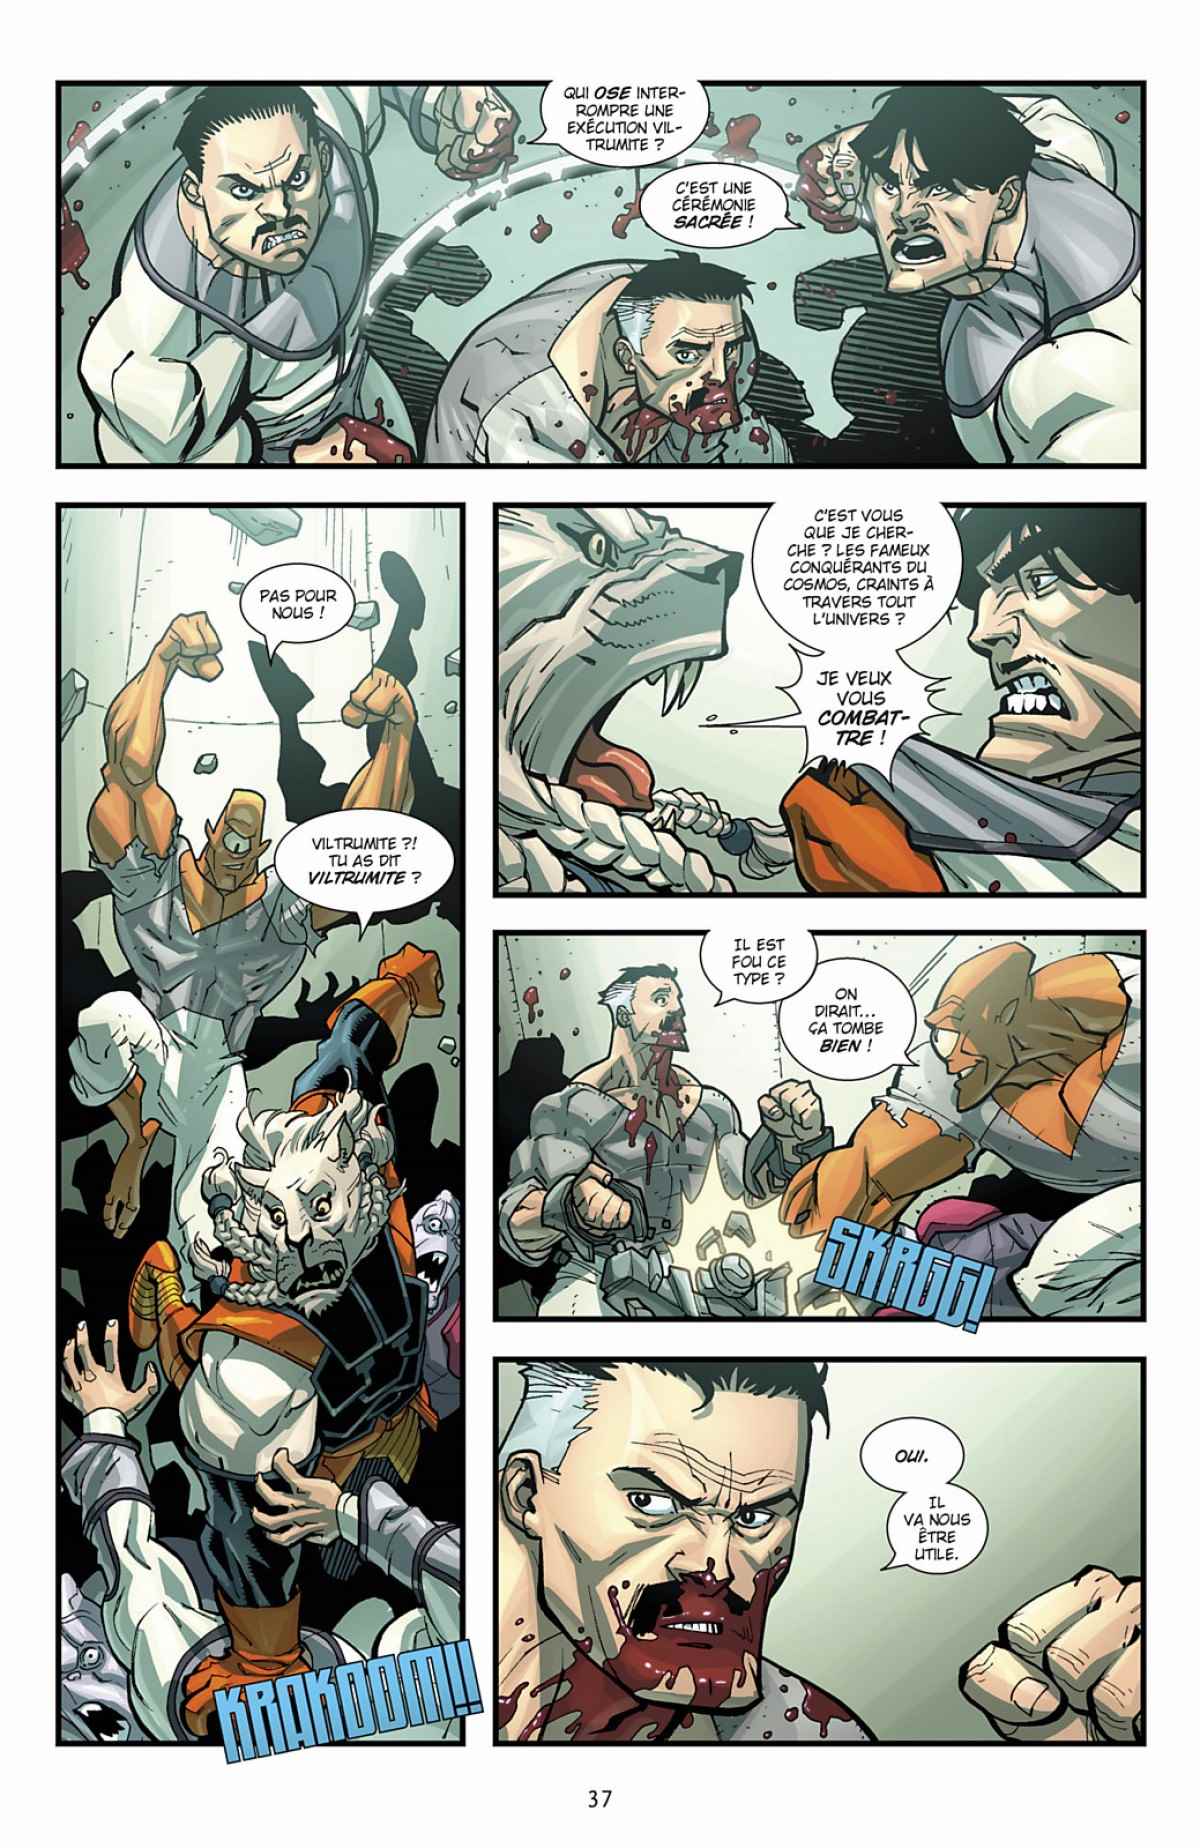 QUI OSE INTER-
ROMPRE UNE
EXÉCUTION VIL-
TRUMITE ?
C'EST UNE
CÉRÉMONIE
SACRÉE !
PAS POUR
NOUS !
VILTRUMITE ?!
TU AS DIT
VILTRUMITE ?
KRAKOOM!!
C'EST VOUS
QUE JE CHER-
CHE ? LES FAMEUX
CONQUÉRANTS DU
COSMOS, CRAINTS À
TRAVERS TOUT
L'UNIVERS ?
JE VEUX
VOUS
COMBAT-
TRE !
IL EST
FOU CE
TYPE ?
ON
DIRAIT...
ÇA TOMBE
BIEN !
SKRGG!
OUI.
IL
VA NOUS
ÊTRE
UTILE.
37